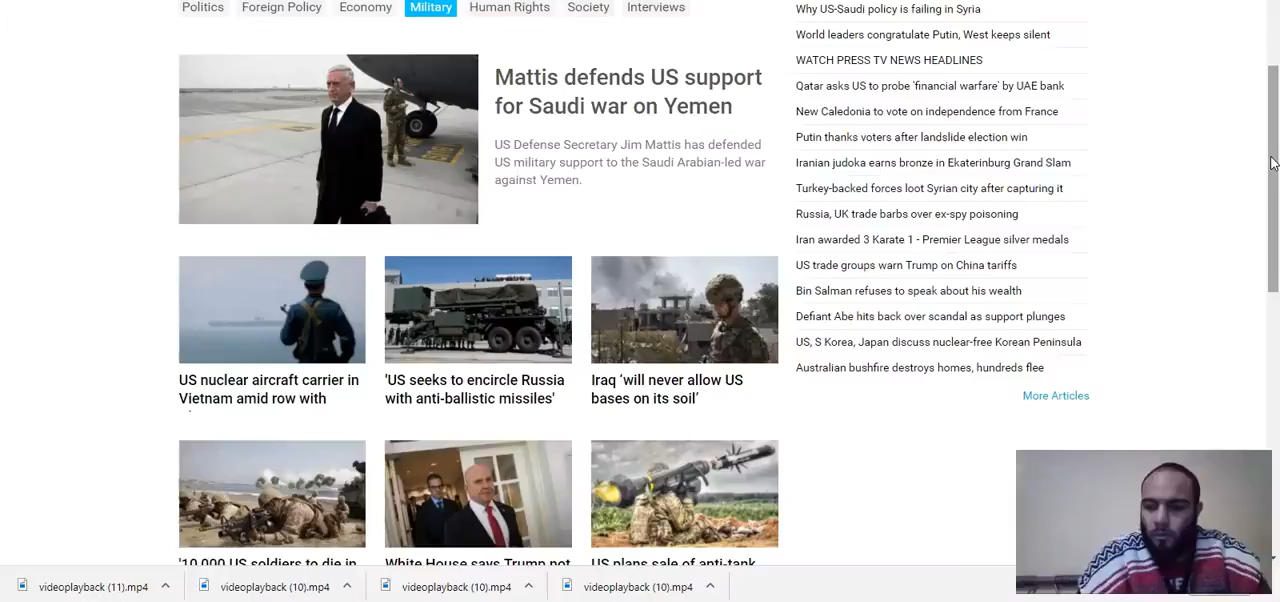 Politics Foreign Policy Economy Military Human Rights Society Interviews
Mattis defends US support
for Saudi war on Yemen
US Defense Secretary Jim Mattis has defended
US military support to the Saudi Arabian-led war
against Yemen.
US nuclear aircraft carrier in
Vietnam amid row with
'US seeks to encircle Russia
with anti-ballistic missiles'
Iraq ‘will never allow US
bases on its soil’
'10,000 US soldiers to die in
White House says Trump not
US plans sale of anti-tank
Why US-Saudi policy is failing in Syria
World leaders congratulate Putin, West keeps silent
WATCH PRESS TV NEWS HEADLINES
Qatar asks US to probe 'financial warfare' by UAE bank
New Caledonia to vote on independence from France
Putin thanks voters after landslide election win
Iranian judoka earns bronze in Ekaterinburg Grand Slam
Turkey-backed forces loot Syrian city after capturing it
Russia, UK trade barbs over ex-spy poisoning
Iran awarded 3 Karate 1 - Premier League silver medals
US trade groups warn Trump on China tariffs
Bin Salman refuses to speak about his wealth
Defiant Abe hits back over scandal as support plunges
US, S Korea, Japan discuss nuclear-free Korean Peninsula
Australian bushfire destroys homes, hundreds flee
More Articles
videoplayback (11).mp4 videoplayback (10).mp4 videoplayback (10).mp4 videoplayback (10).mp4